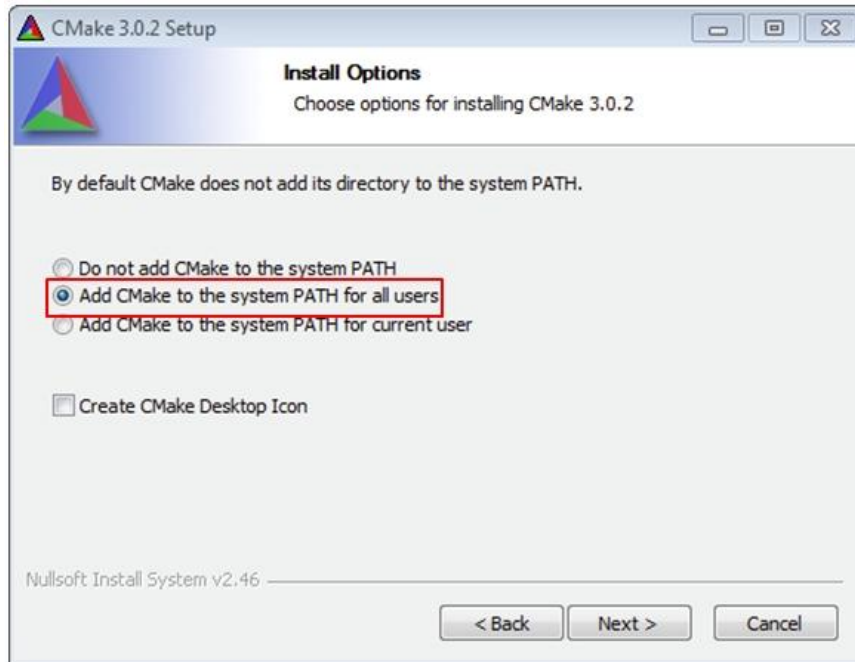 CMake 3.0.2 Setup
Install Options
Choose options for installing CMake 3.0.2
By default CMake does not add its directory to the system PATH.
Do not add CMake to the system PATH
Add CMake to the system PATH for all users
Add CMake to the system PATH for current user
Create CMake Desktop Icon
Nullsoft Install System v2.46
< Back Next > Cancel